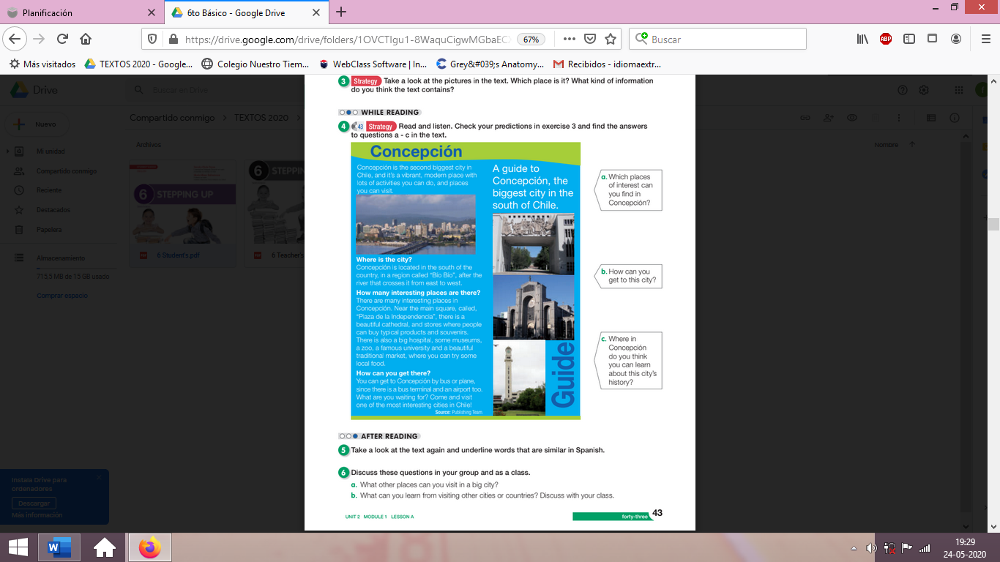 Planificación
6to Básico - Google Drive
https://drive.google.com/drive/folders/1OVCTIgu1-8WaquCigwMGbaEC
67%
Buscar
Más visitados
TEXTOS 2020 - Google...
Colegio Nuestro Tiem...
WebClass Software | In...
Grey&#039;s Anatomy...
Recibidos - idiomaextr...
Drive
Buscar en Drive
Nuevo
Compartido conmigo
TEXTOS 2020
Archivos
Nombre
Mi unidad
Compartido conmigo
Reciente
Destacados
Papelera
Almacenamiento
715,5 MB de 15 GB usado
Comprar espacio
6 STEPPING UP
6 STEPPIN
6 Student's.pdf
6 Teacher's
Instala Drive para
ordenadores
Descargar
Más información
3 Strategy Take a look at the pictures in the text. Which place is it? What kind of information
do you think the text contains?
WHILE READING
4 43 Strategy Read and listen. Check your predictions in exercise 3 and find the answers
to questions a - c in the text.
Concepción
Concepción is the second biggest city in
Chile, and it's a vibrant, modern place with
lots of activities you can do, and places
you can visit.
Where is the city?
Concepción is located in the south of the
country, in a region called "Bío Bío", after the
river that crosses it from east to west.
How many interesting places are there?
There are many interesting places in
Concepción. Near the main square, called,
"Plaza de la Independencia", there is a
beautiful cathedral, and stores where people
can buy typical products and souvenirs.
There is also a big hospital, some museums,
a zoo, a famous university and a beautiful
traditional market, where you can try some
local food.
How can you get there?
You can get to Concepción by bus or plane,
since there is a bus terminal and an airport too.
What are you waiting for? Come and visit
one of the most interesting cities in Chile!
Source: Publishing Team.
A guide to
Concepción, the
biggest city in the
south of Chile.
Guide
a. Which places
of interest can
you find in
Concepción?
b. How can you
get to this city?
c. Where in
Concepción
do you think
you can learn
about this city's
history?
AFTER READING
5 Take a look at the text again and underline words that are similar in Spanish.
6 Discuss these questions in your group and as a class.
a. What other places can you visit in a big city?
b. What can you learn from visiting other cities or countries? Discuss with your class.
UNIT 2 MODULE 1 LESSON A
forty-three 43
19:29
24-05-2020